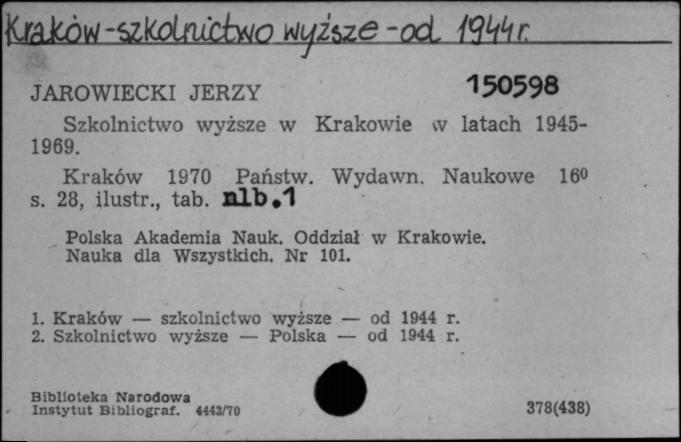 Kraków-szkolnictwo wyższe-od 1944r.
JAROWIECKI JERZY 150598
Szkolnictwo wyższe w Krakowie w latach 1945-
1969.
Kraków 1970 Państw. Wydawn. Naukowe 16⁰
s. 28, ilustr., tab. nlb.1
Polska Akademia Nauk. Oddział w Krakowie.
Nauka dla Wszystkich. Nr 101.
1. Kraków — szkolnictwo wyższe — od 1944 r.
2. Szkolnictwo wyższe — Polska — od 1944 r.
Biblioteka Narodowa
Instytut Bibliograf. 4443/70 378(438)